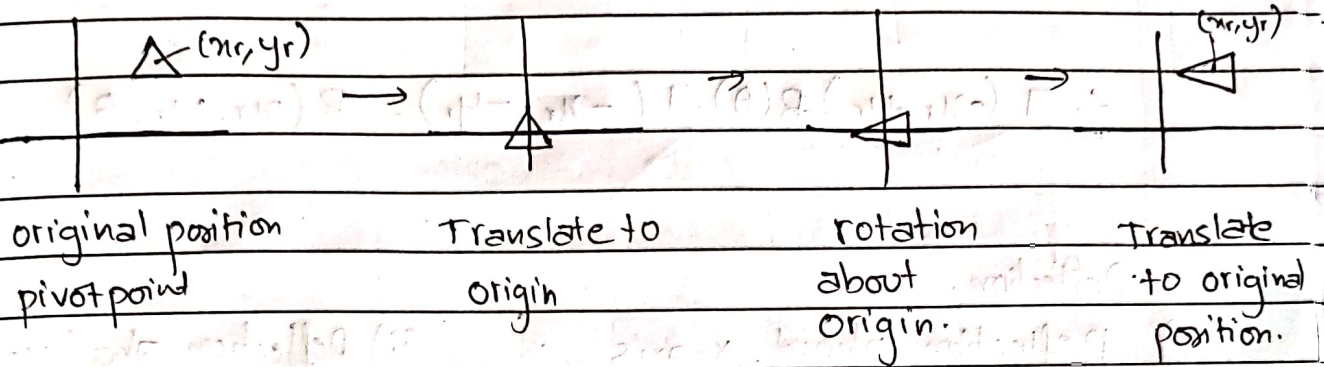 (xr, yr)
(xr, yr)
original position
pivot point
Translate to
origin
rotation
about
origin.
Translate
to original
position.